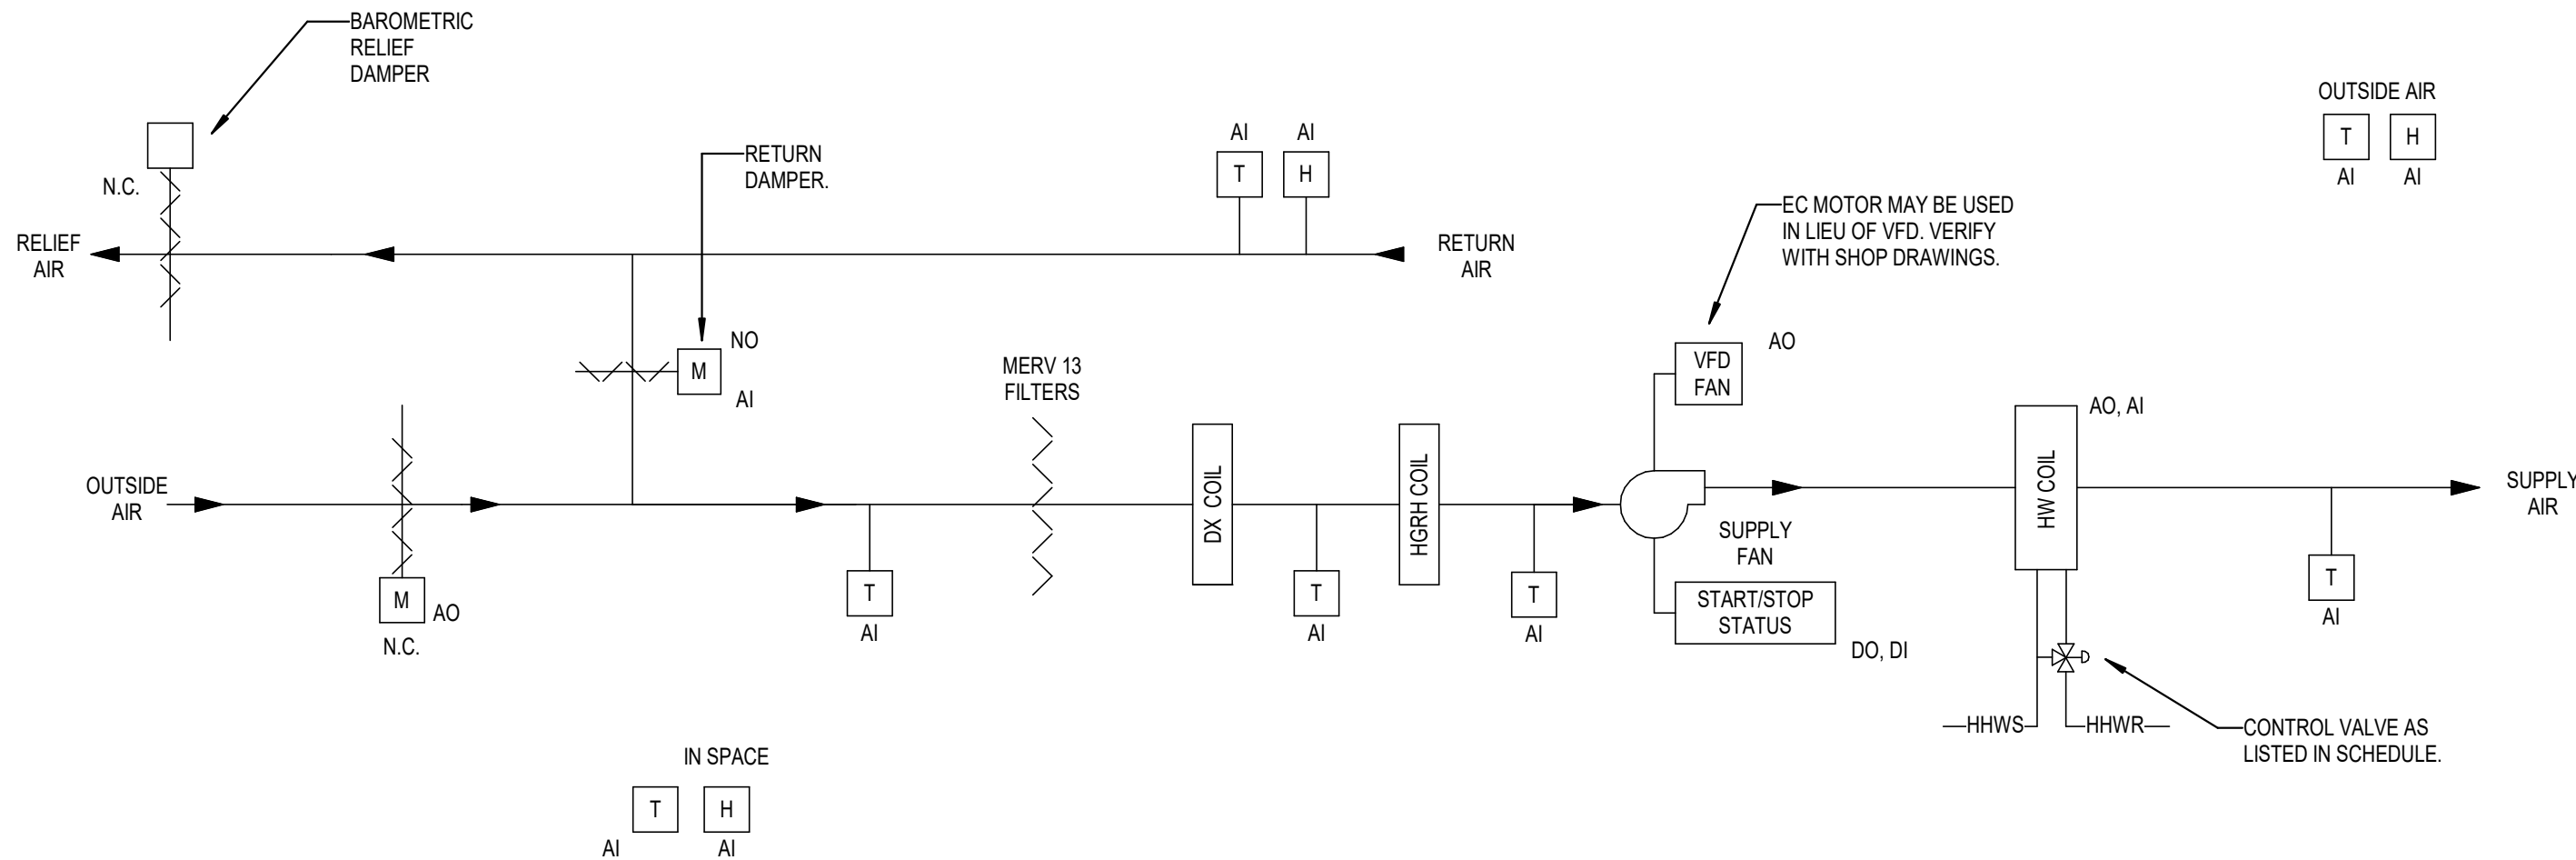 BAROMETRIC
RELIEF
DAMPER
N.C.
RELIEF
AIR
RETURN
DAMPER.
AI
AI
T
H
RETURN
AIR
OUTSIDE AIR
T
H
AI
AI
EC MOTOR MAY BE USED
IN LIEU OF VFD. VERIFY
WITH SHOP DRAWINGS.
NO
M
AI
MERV 13
FILTERS
VFD
FAN
AO
OUTSIDE
AIR
M
AO
N.C.
T
AI
DX COIL
T
AI
HGRH COIL
T
AI
SUPPLY
FAN
START/STOP
STATUS
DO, DI
HW COIL
AO, AI
SUPPLY
AIR
T
AI
HHWS
HHWR
CONTROL VALVE AS
LISTED IN SCHEDULE.
IN SPACE
T
H
AI
AI